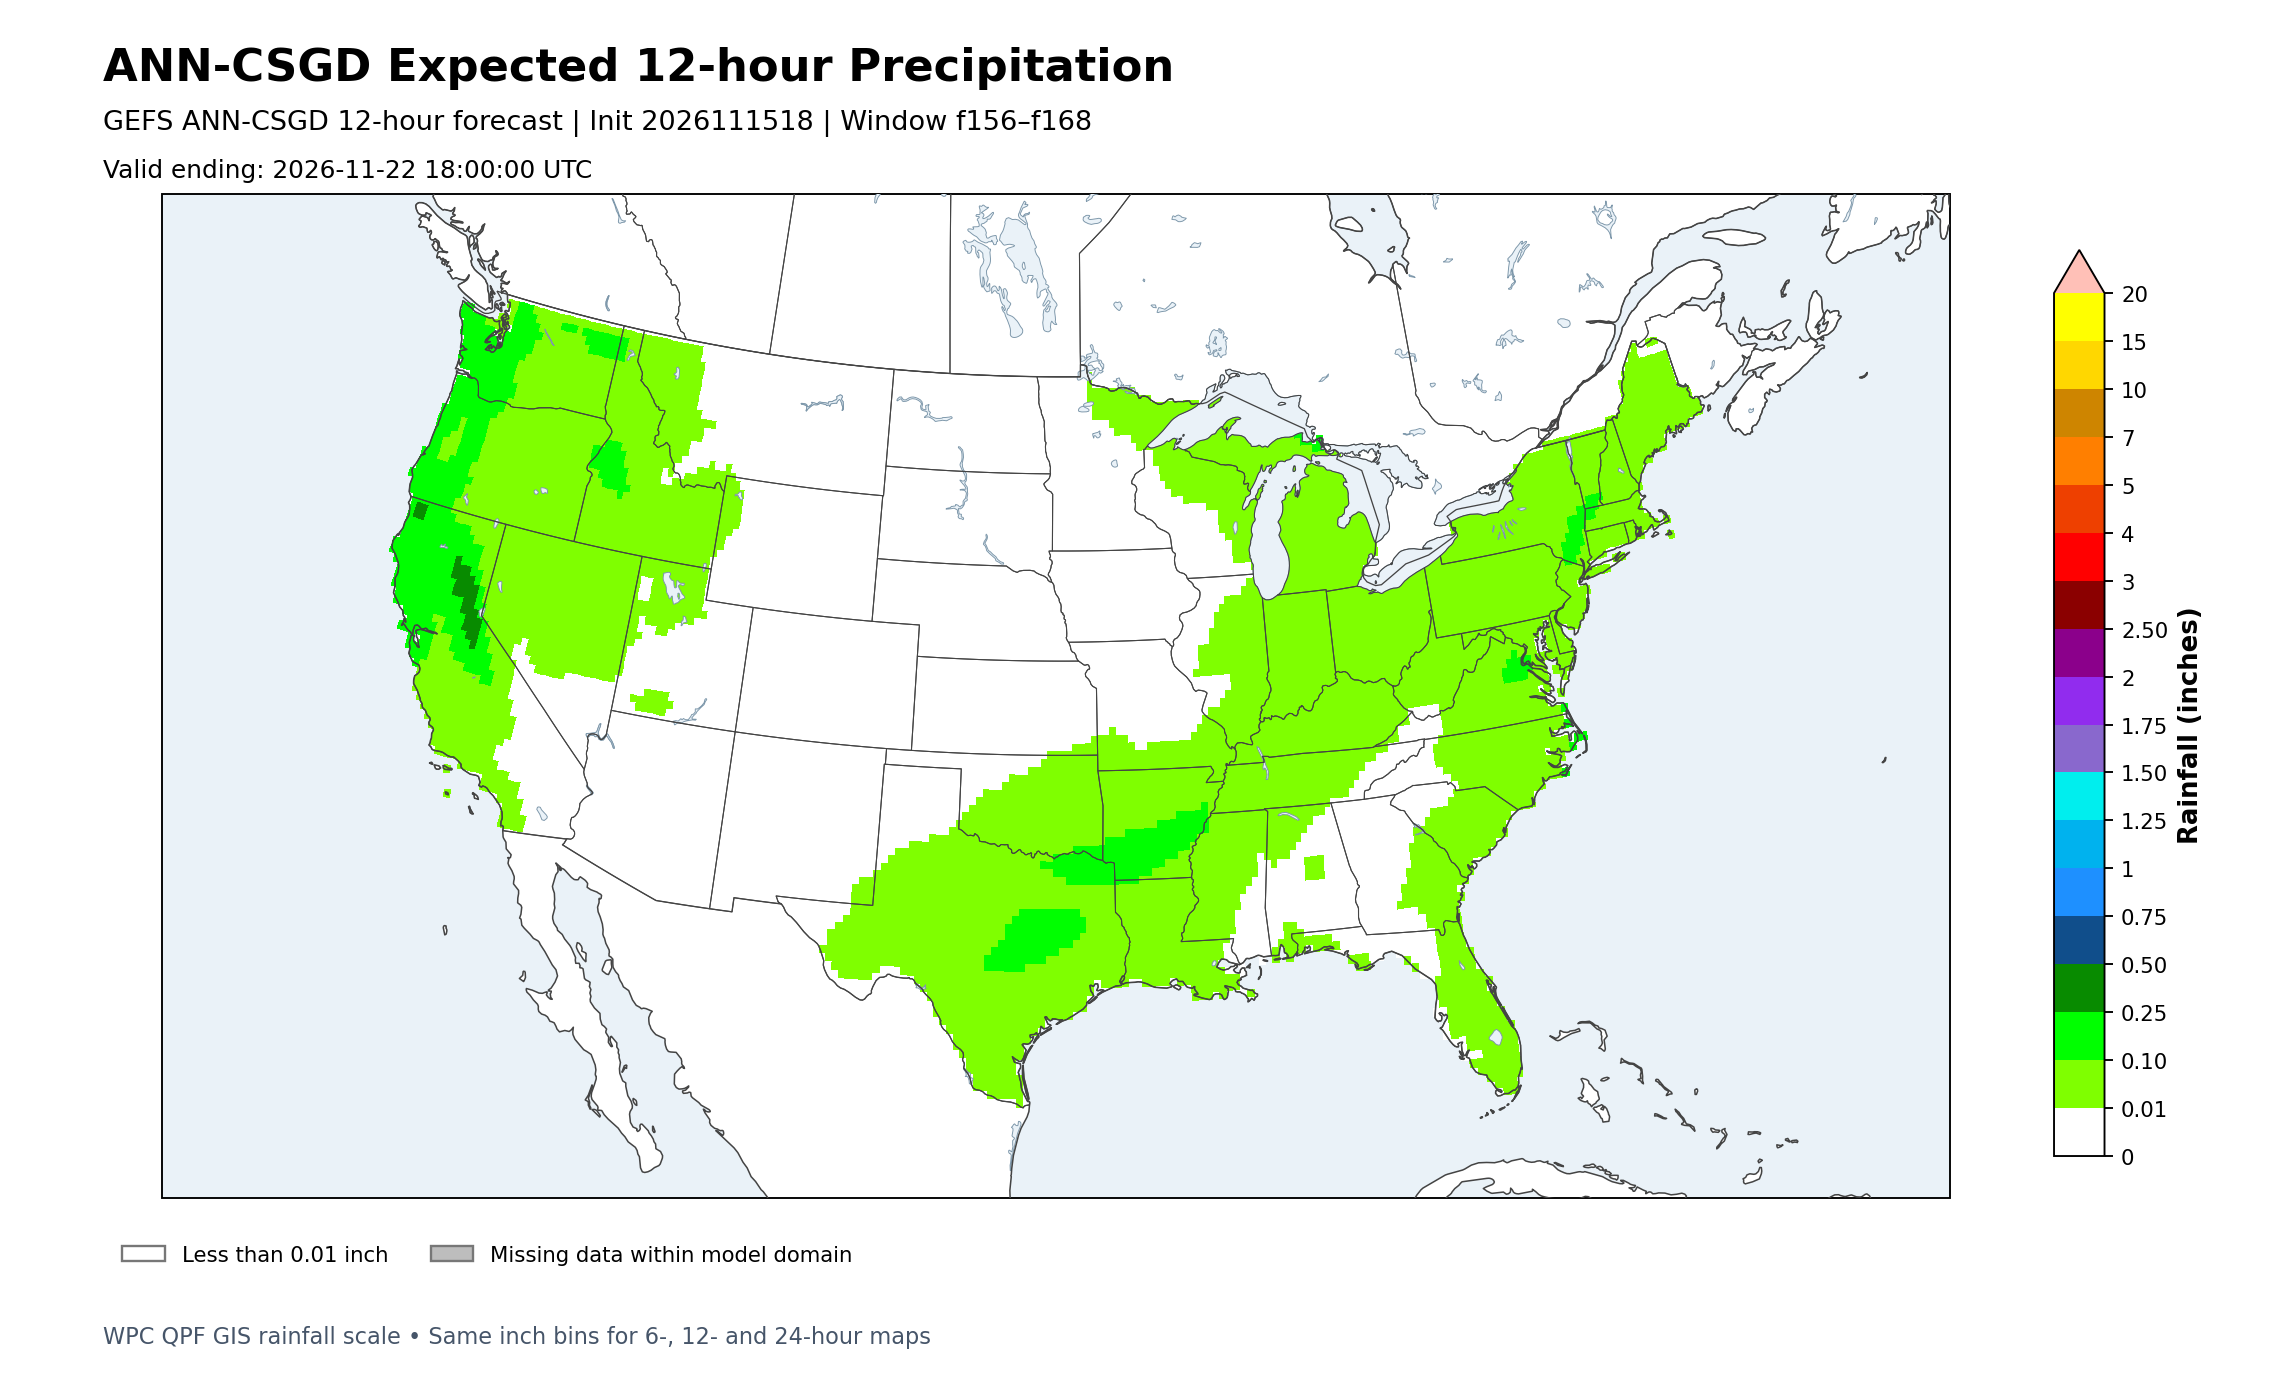 ANN-CSGD Expected 12-hour Precipitation
GEFS ANN-CSGD 12-hour forecast | Init 2026111518 | Window f156–f168
Valid ending: 2026-11-22 18:00:00 UTC
20
15
10
7
5
4
3
2.50
2
1.75
1.50
1.25
1
0.75
0.50
0.25
0.10
0.01
0
Rainfall (inches)
Less than 0.01 inch
Missing data within model domain
WPC QPF GIS rainfall scale • Same inch bins for 6-, 12- and 24-hour maps